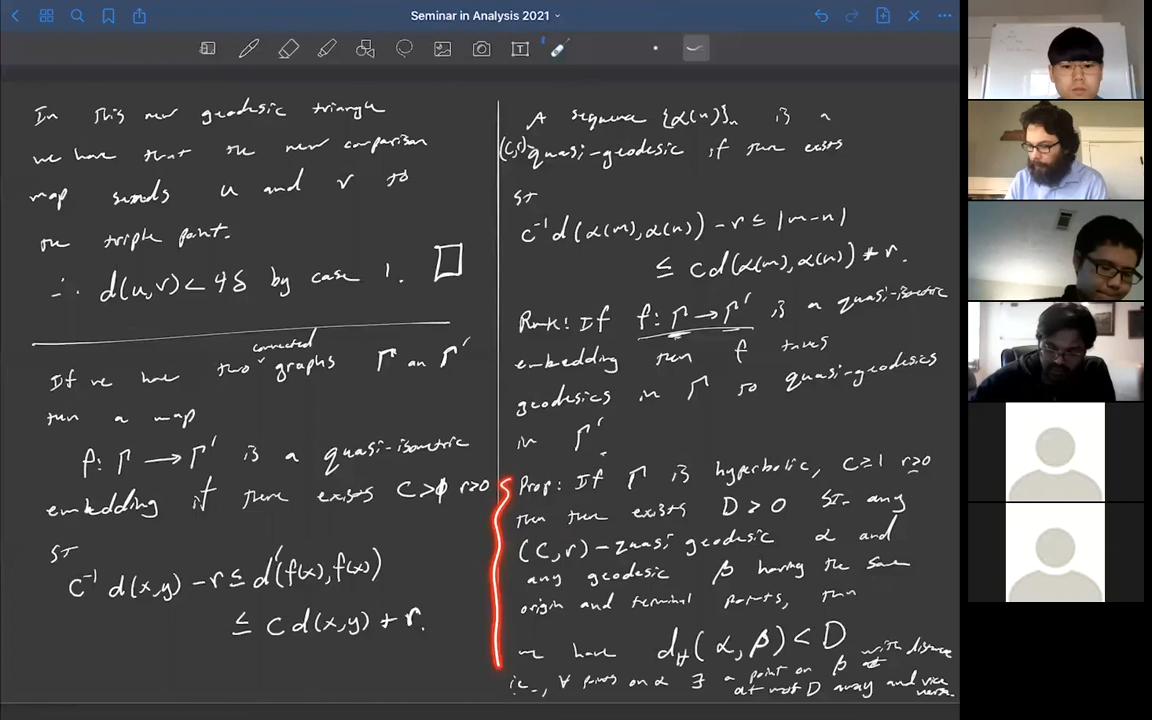 Seminar in Analysis 2021
In this new geodesic triangle
we have that the new comparison
map sends u and v to
the triple point.
∴ d(u,v) < 4δ by case 1. □
connected
If we have two graphs Γ an Γ'
then a map
f: Γ → Γ' is a quasi-isometric
embedding if there exists C>0 r≥0
ST
C⁻¹ d(x,y) - r ≤ d'(f(x), f(x))
≤ C d(x,y) + r.
A sequence {α(n)}ₙ is a
(c,r)-quasi-geodesic if there exists
ST
C⁻¹ d(α(m), α(n)) - r ≤ |m-n|
≤ C d(α(m), α(n)) + r.
Rmk: If f: Γ → Γ' is a quasi-isometric
embedding then f takes
geodesics in Γ to quasi-geodesics
in Γ'
Prop: If Γ is hyperbolic, C≥1 r≥0
then there exists D > 0 ST any
(C,r)-quasi geodesic α and
any geodesic β having the same
origin and terminal points, then
we have d_H(α, β) < D with distance
i.e., ∀ points on α ∃ a point on β
at most D away and vice
versa.